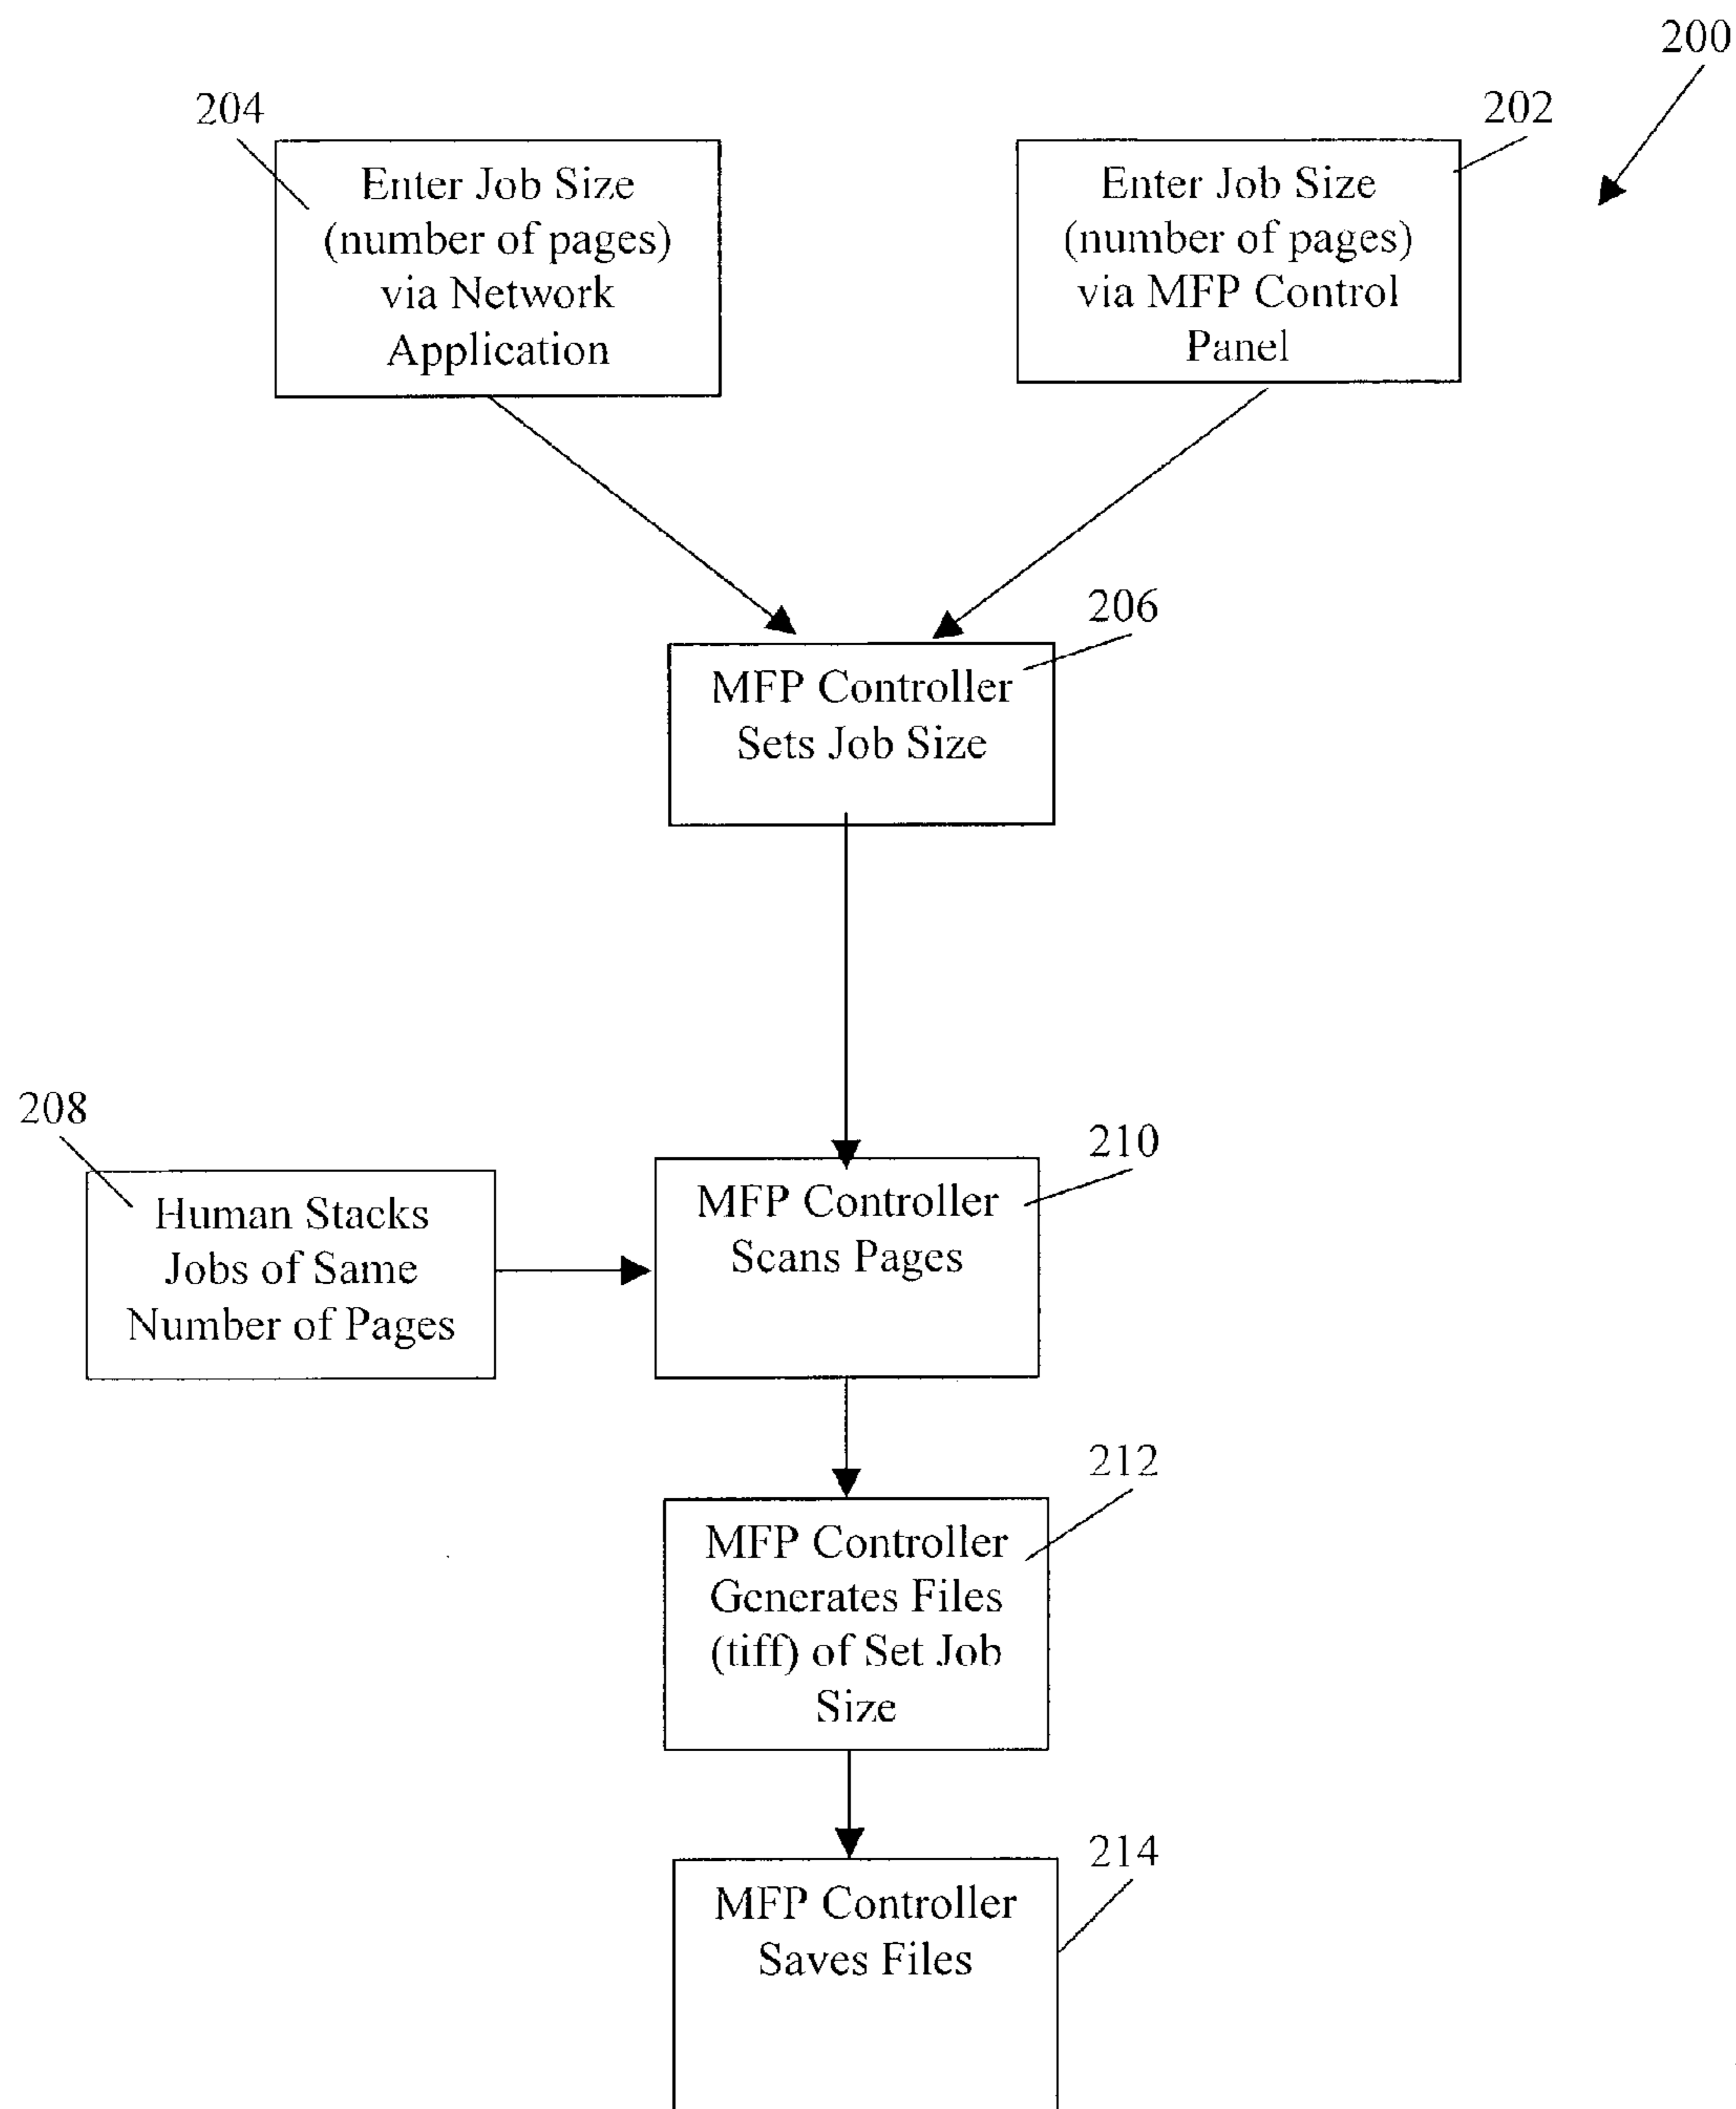 200
204
202
Enter Job Size
(number of pages)
via Network
Application
Enter Job Size
(number of pages)
via MFP Control
Panel
206
MFP Controller
Sets Job Size
208
Human Stacks
Jobs of Same
Number of Pages
210
MFP Controller
Scans Pages
212
MFP Controller
Generates Files
(tiff) of Set Job
Size
214
MFP Controller
Saves Files